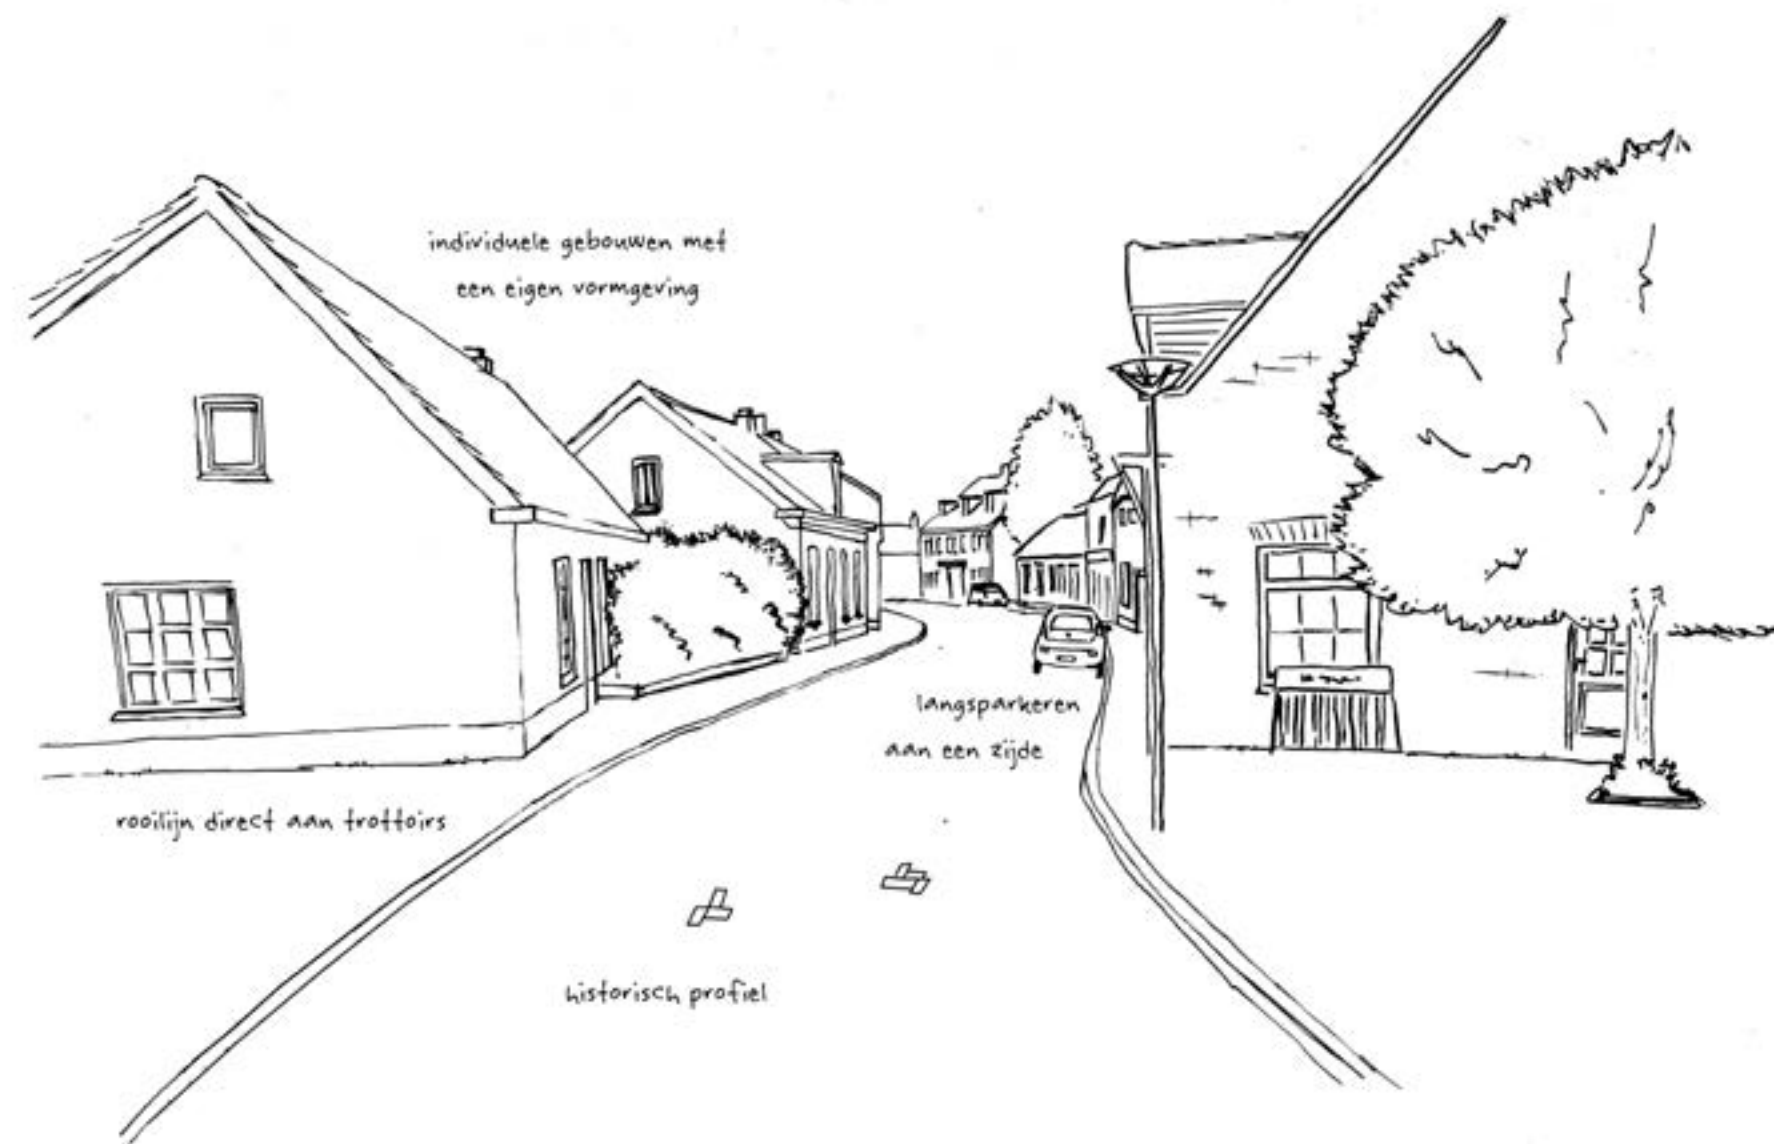 individuele gebouwen met
een eigen vormgeving
langsparkeren
aan een zijde
rooilijn direct aan trottoirs
historisch profiel